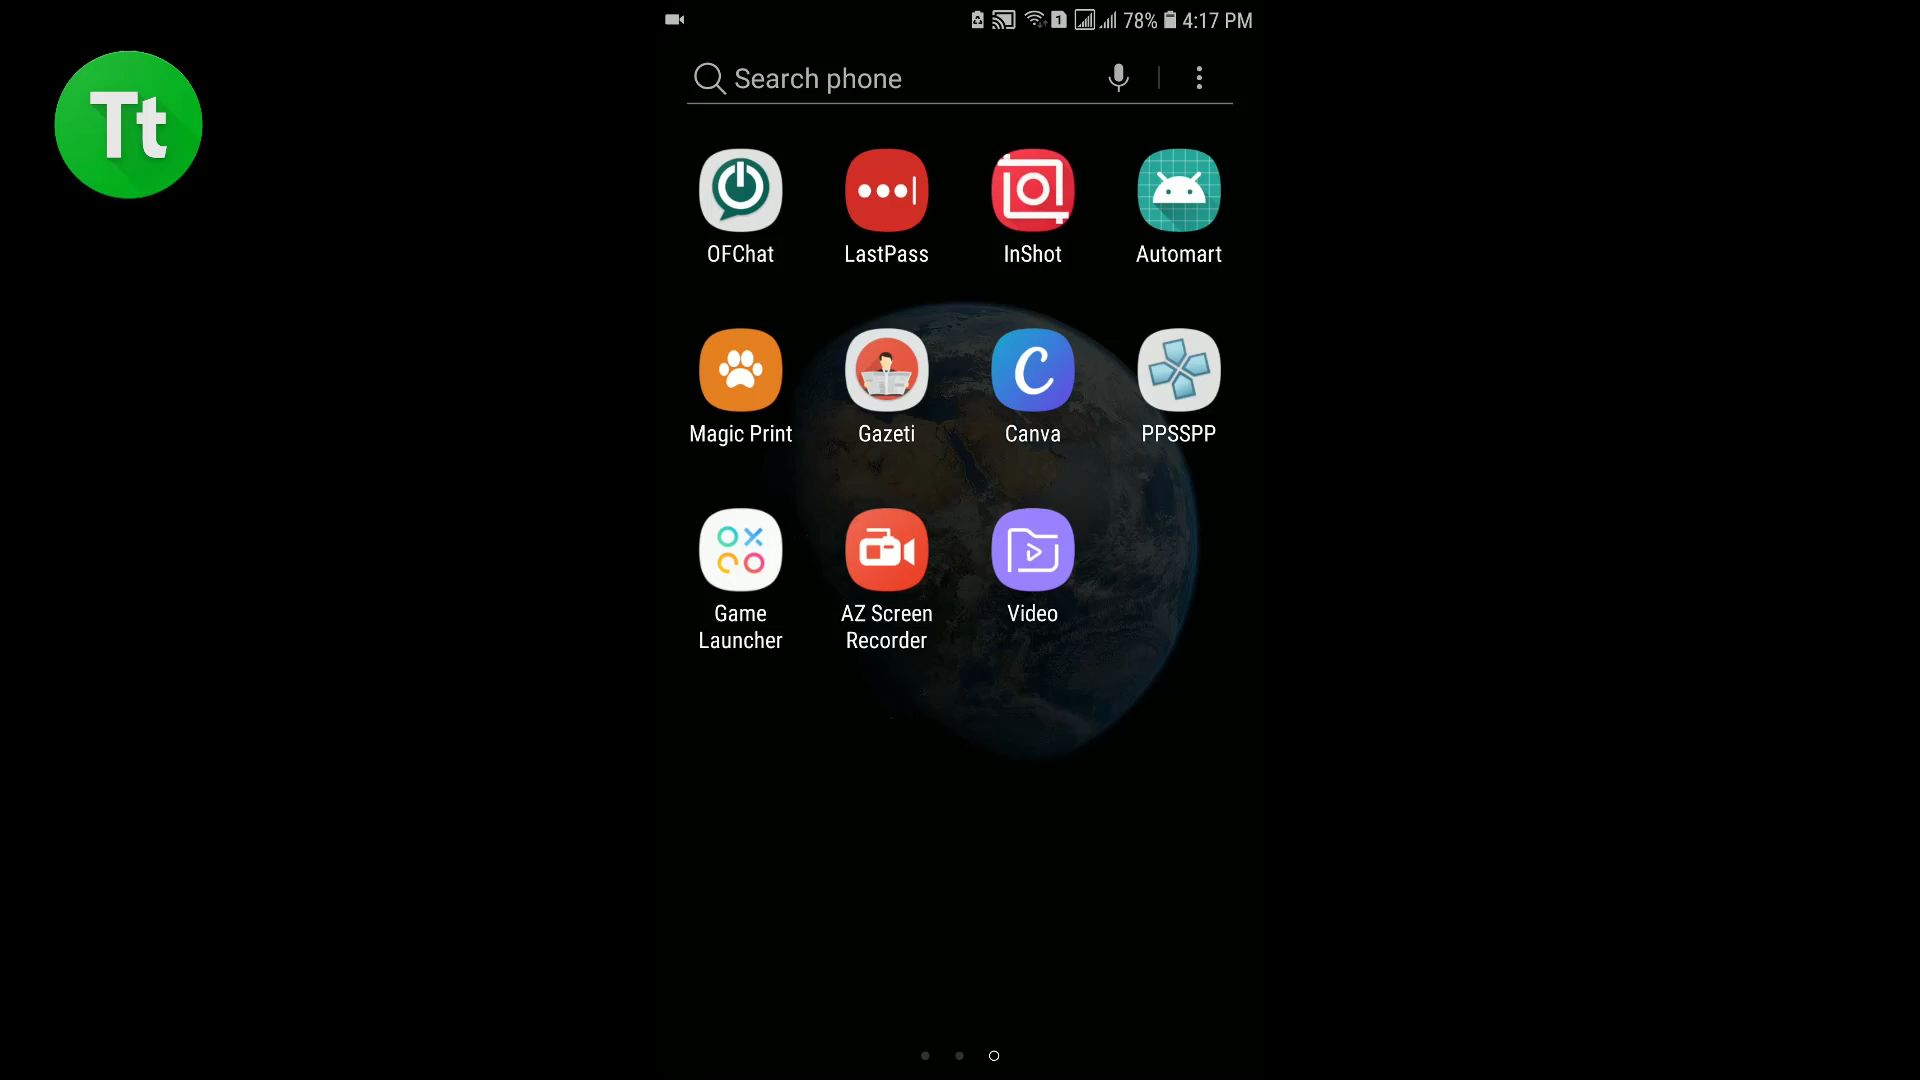 Tt
1 78% 4:17 PM
Search phone
OFChat LastPass InShot Automart
Magic Print Gazeti Canva PPSSPP
Game Launcher
AZ Screen Recorder
Video